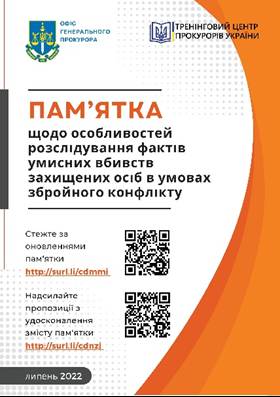 ОФІС
ГЕНЕРАЛЬНОГО
ПРОКУРОРА
ТРЕНІНГОВИЙ ЦЕНТР
ПРОКУРОРІВ УКРАЇНИ
ПАМ’ЯТКА
щодо особливостей
розслідування фактів
умисних вбивств
захищених осіб в умовах
збройного конфлікту
Стежте за
оновленнями
пам’ятки
http://surl.li/cdmmi
Надсилайте
пропозиції з
удосконалення
змісту пам’ятки
http://surl.li/cdnzj
липень 2022